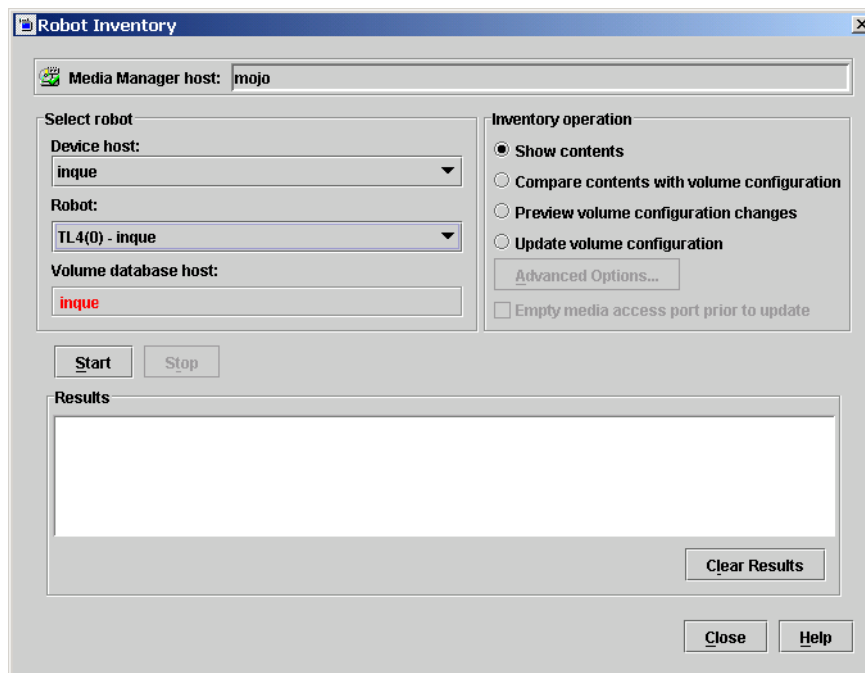 Robot Inventory
Media Manager host: mojo
Select robot
Device host:
inque
Robot:
TL4(0) - inque
Volume database host:
inque
Inventory operation
Show contents
Compare contents with volume configuration
Preview volume configuration changes
Update volume configuration
Advanced Options...
Empty media access port prior to update
Start
Stop
Results
Clear Results
Close
Help